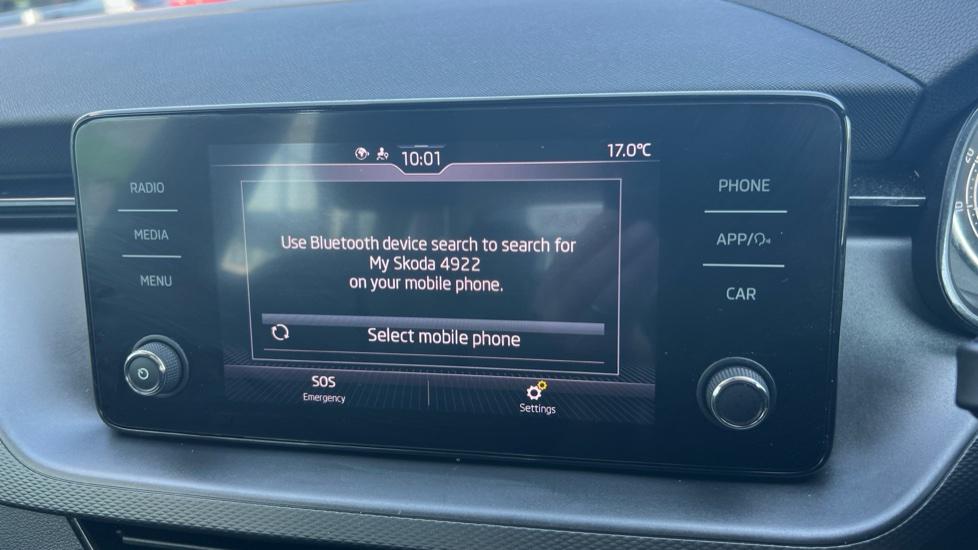 10:01
17.0°C
RADIO
MEDIA
MENU
Use Bluetooth device search to search for
My Skoda 4922
on your mobile phone.
Select mobile phone
SOS
Emergency
Settings
PHONE
APP/
CAR